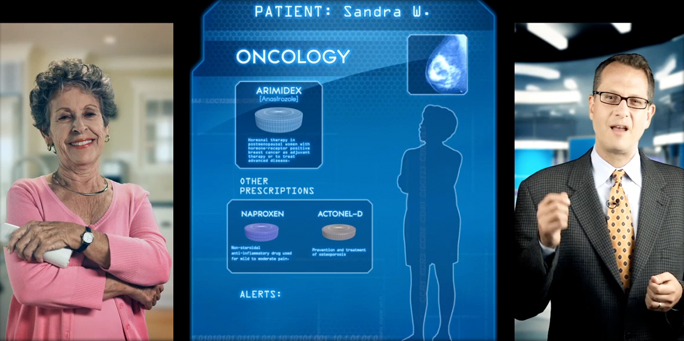 PATIENT: Sandra W.
ONCOLOGY
ARIMIDEX
[Anastrozole]
Hormonal therapy in
postmenopausal women with
hormone-receptor positive
breast cancer as adjuvant
therapy or to treat
advanced disease.
OTHER
PRESCRIPTIONS
NAPROXEN
ACTONEL-D
Non-steroidal
anti-inflammatory drug used
for mild to moderate pain.
Prevention and treatment
of osteoporosis
ALERTS: